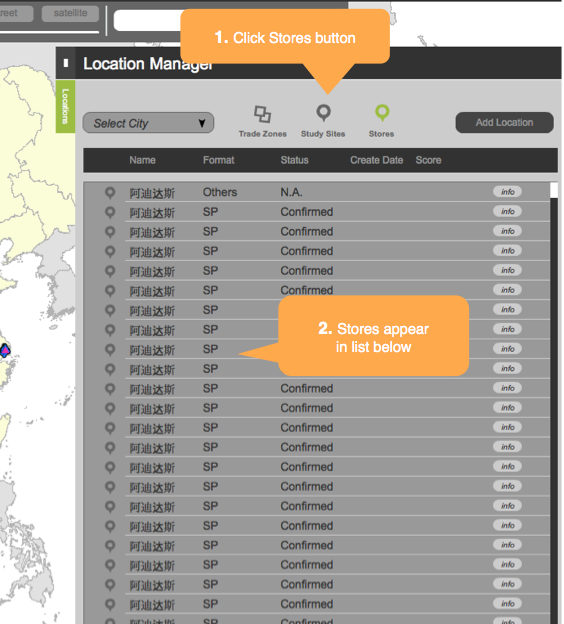 reet
satellite
1. Click Stores button
Location Manager
Locations
Select City
Trade Zones
Study Sites
Stores
Add Location
Name Format Status Create Date Score
阿迪达斯 Others N.A. info
阿迪达斯 SP Confirmed info
阿迪达斯 SP Confirmed info
阿迪达斯 SP Confirmed info
阿迪达斯 SP Confirmed info
阿迪达斯 SP Confirmed info
阿迪达斯 SP info
阿迪达斯 SP info
阿迪达斯 SP info
阿迪达斯 SP info
2. Stores appear
in list below
阿迪达斯 SP Confirmed info
阿迪达斯 SP Confirmed info
阿迪达斯 SP Confirmed info
阿迪达斯 SP Confirmed info
阿迪达斯 SP Confirmed info
阿迪达斯 SP Confirmed info
阿迪达斯 SP Confirmed info
阿迪达斯 SP Confirmed info
阿迪达斯 SP Confirmed info
阿迪达斯 SP Confirmed info
阿迪达斯 SP Confirmed info
阿迪达斯 SP Confirmed info
阿迪达斯 SP Confirmed info